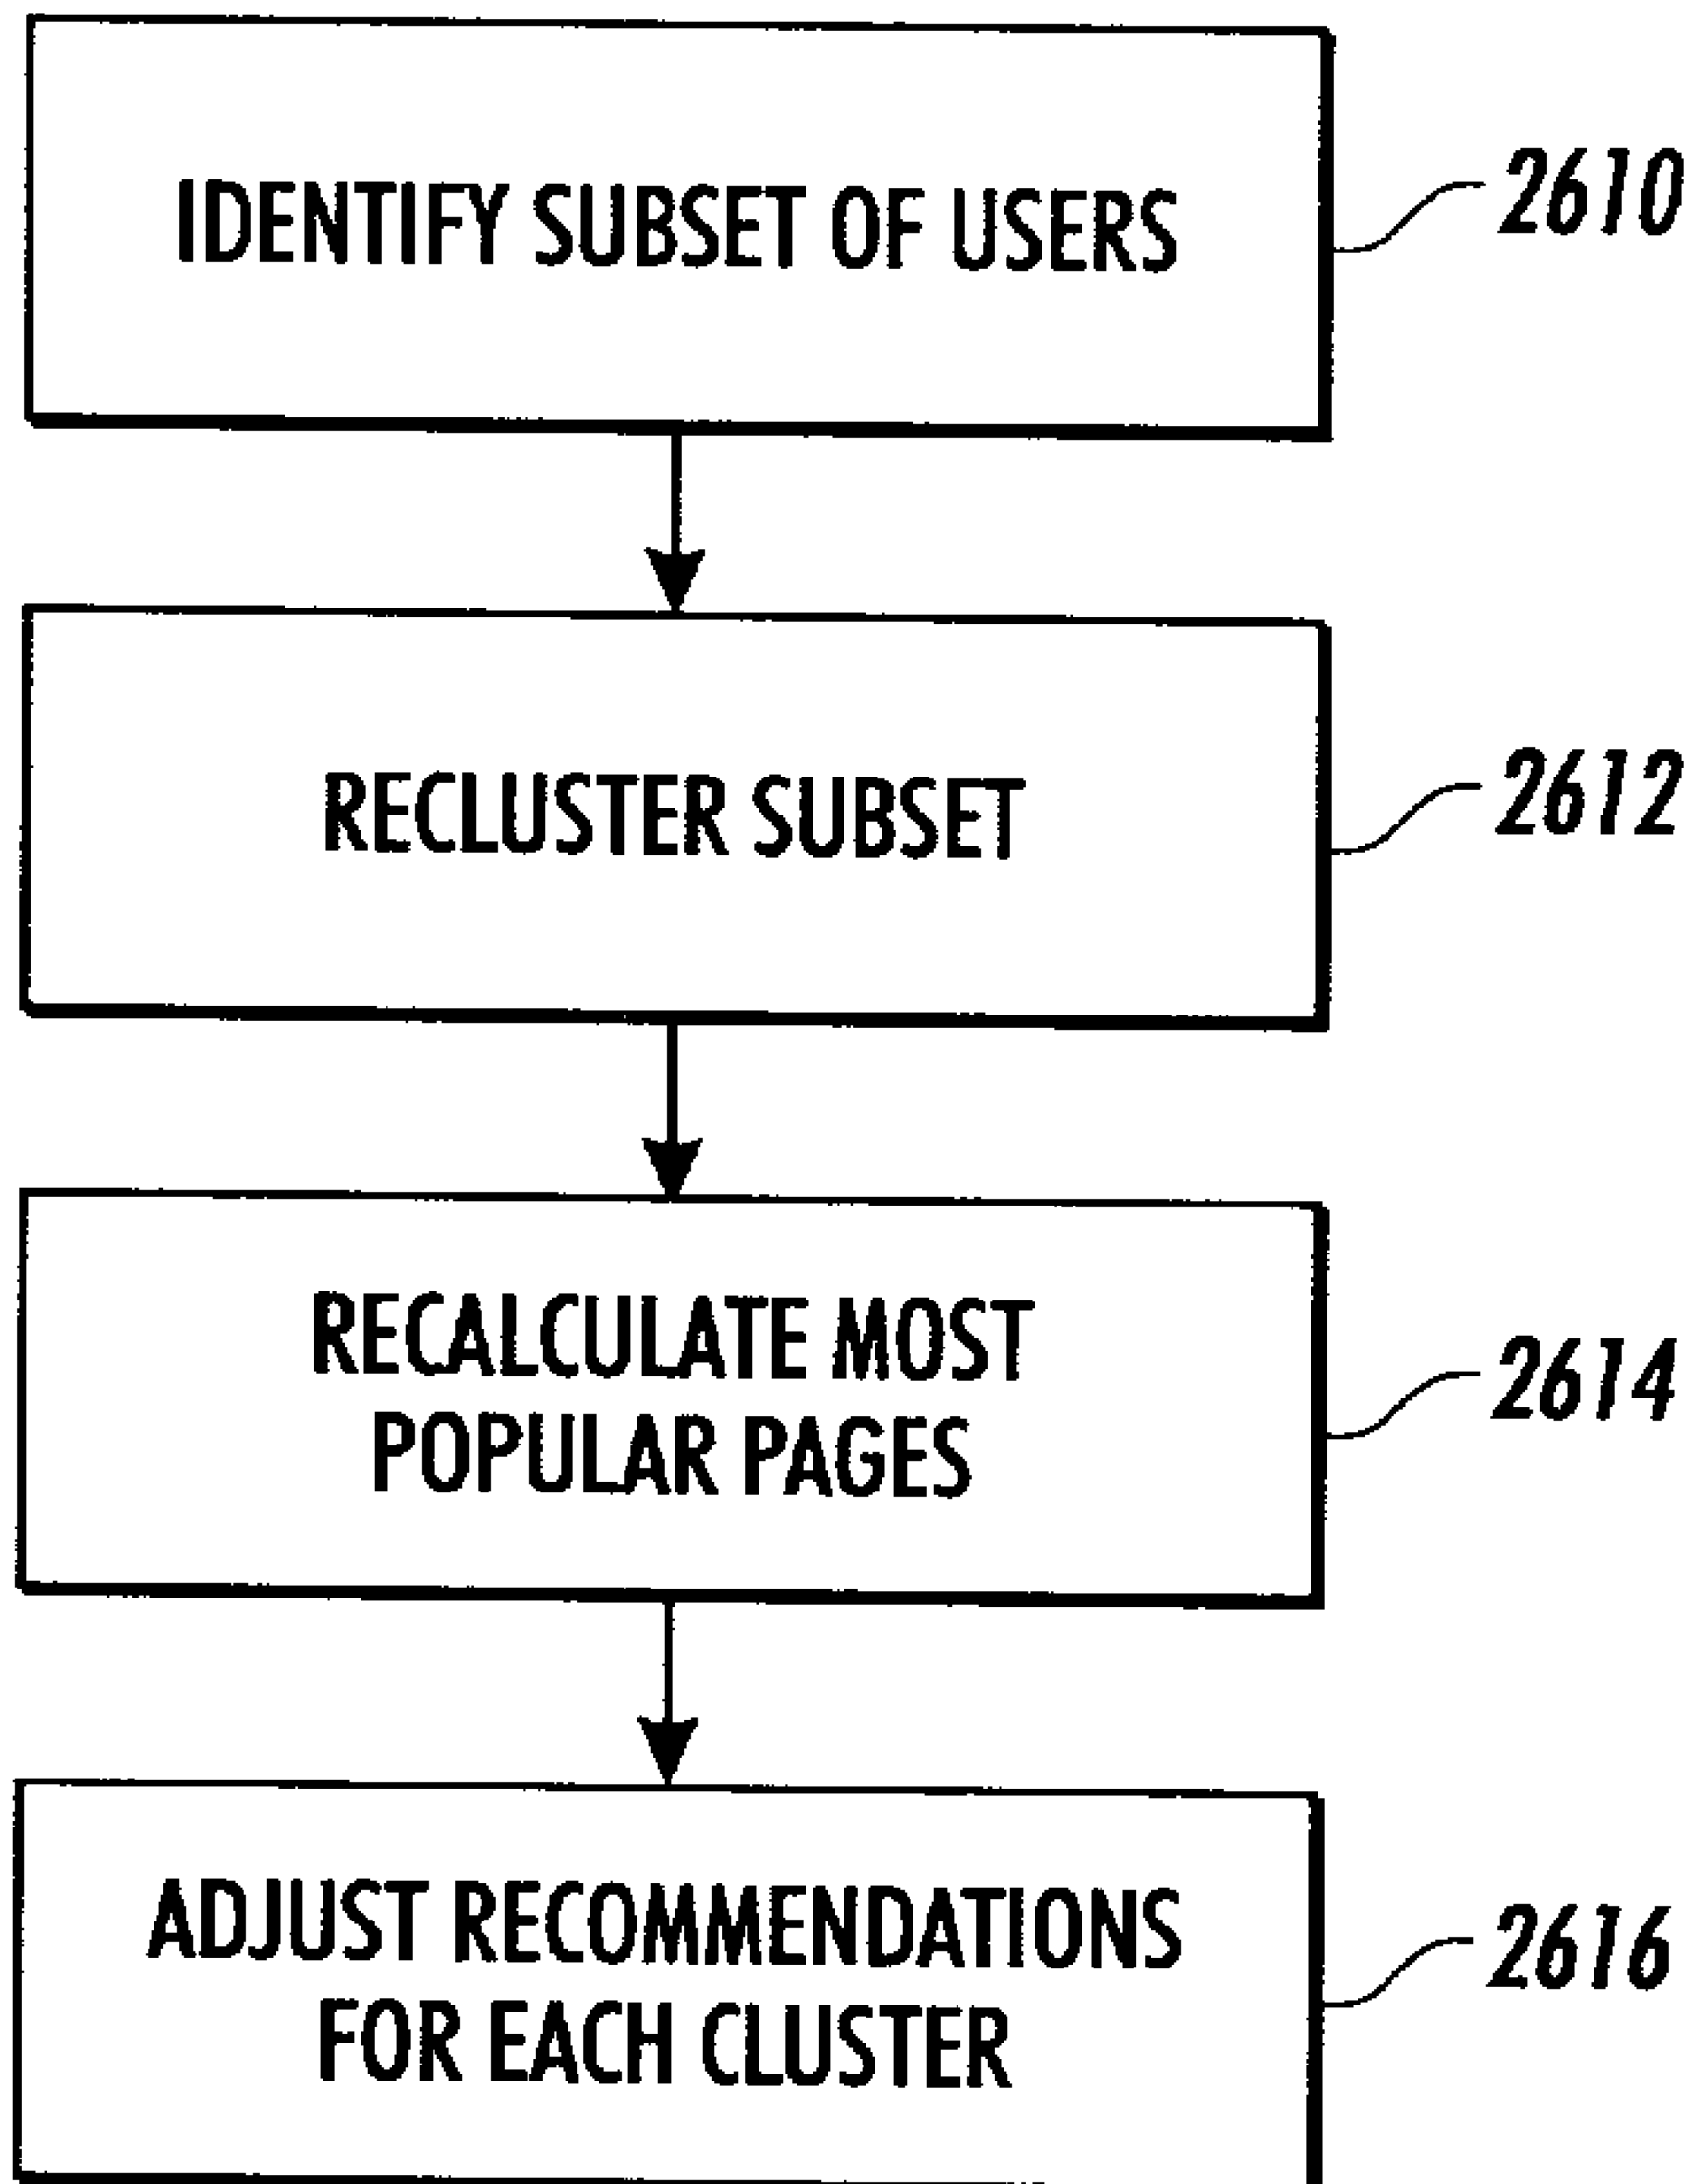 IDENTIFY SUBSET OF USERS
2610
RECLUSTER SUBSET
2612
RECALCULATE MOST
POPULAR PAGES
2614
ADJUST RECOMMENDATIONS
FOR EACH CLUSTER
2616